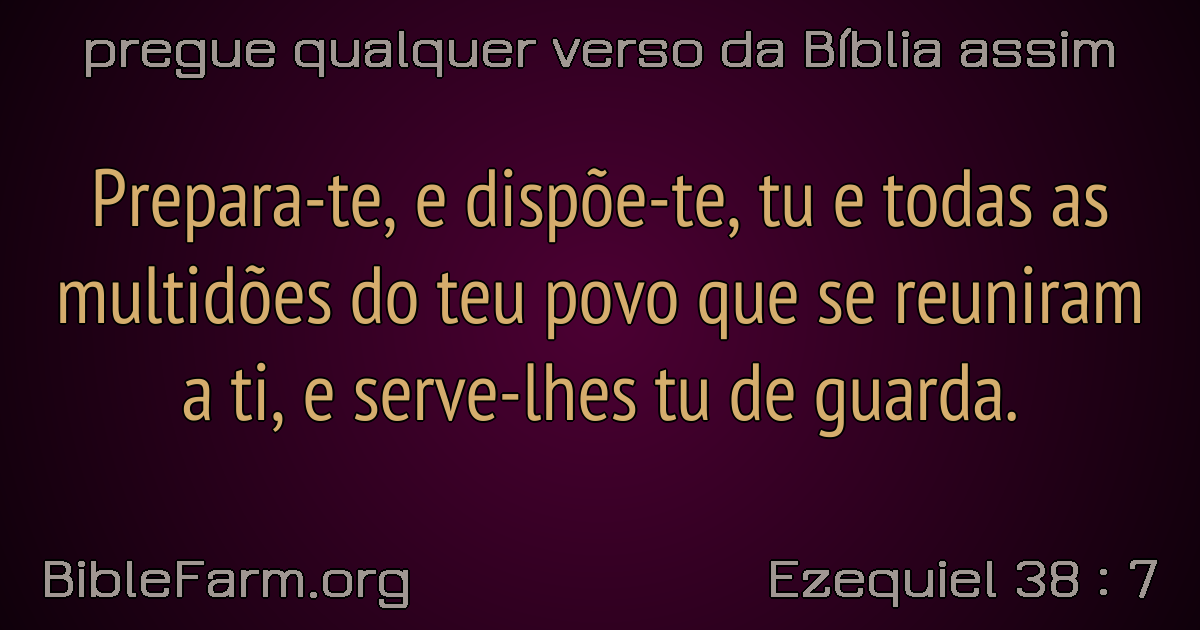 pregue qualquer verso da Bíblia assim
Prepara-te, e dispõe-te, tu e todas as
multidões do teu povo que se reuniram
a ti, e serve-lhes tu de guarda.
BibleFarm.org
Ezequiel 38 : 7